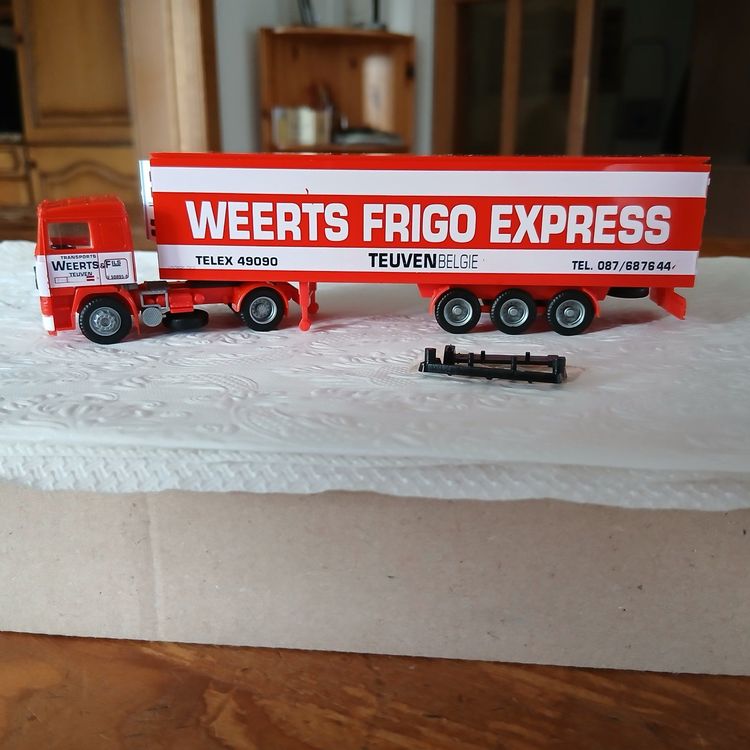 WEERTS FRIGO EXPRESS
TELEX 49090
TEUVEN BELGIE
TEL. 087/687644
TRANSPORTS
WEERTS & FILS
TEUVEN